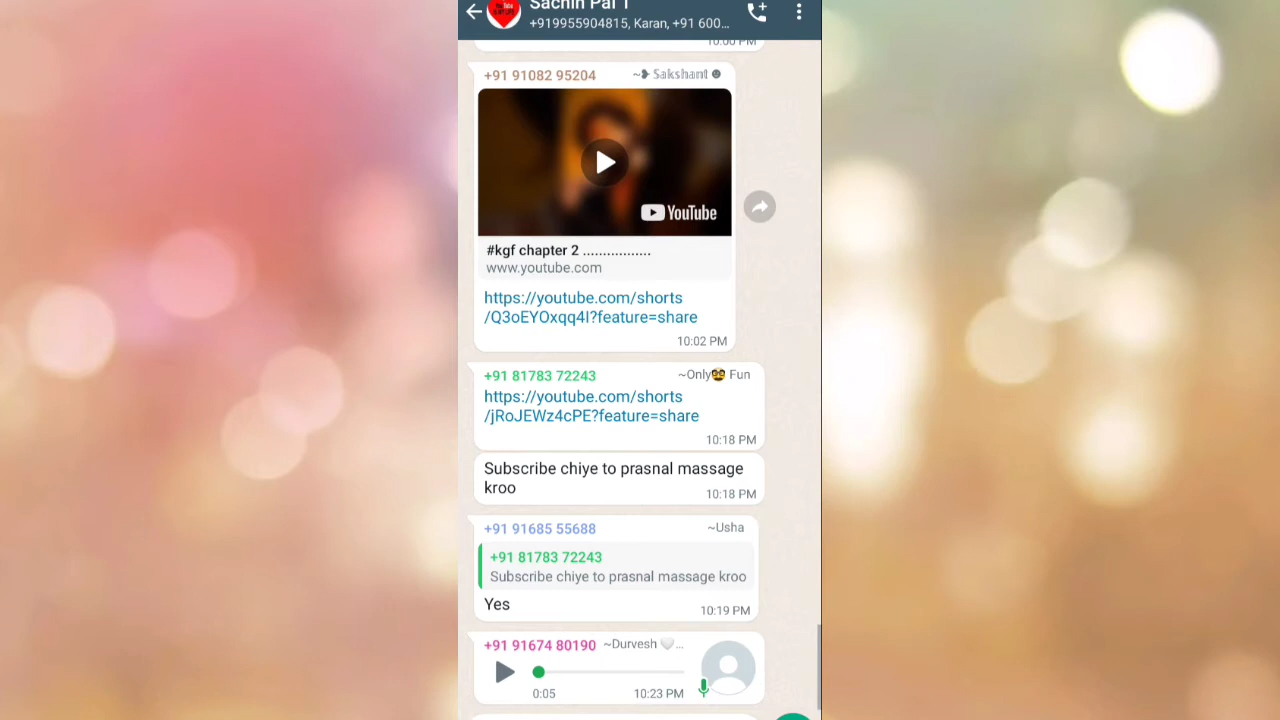 Sachin Pal 1
+919955904815, Karan, +91 600...
10:00 PM
+91 91082 95204 ~❥ 𝕊𝕒𝕜𝕤𝕙𝕒𝕟𝕥 ☻
YouTube
#kgf chapter 2 .................
www.youtube.com
https://youtube.com/shorts
/Q3oEYOxqq4I?feature=share
10:02 PM
+91 81783 72243 ~Only🥸 Fun
https://youtube.com/shorts
/jRoJEWz4cPE?feature=share
10:18 PM
Subscribe chiye to prasnal massage
kroo
10:18 PM
+91 91685 55688 ~Usha
+91 81783 72243
Subscribe chiye to prasnal massage kroo
Yes
10:19 PM
+91 91674 80190 ~Durvesh 🤍...
0:05 10:23 PM